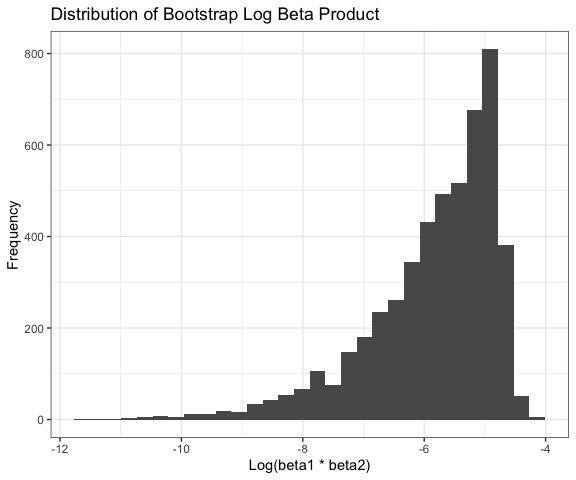 Distribution of Bootstrap Log Beta Product
800
600
400
200
0
Frequency
-12 -10 -8 -6 -4
Log(beta1 * beta2)